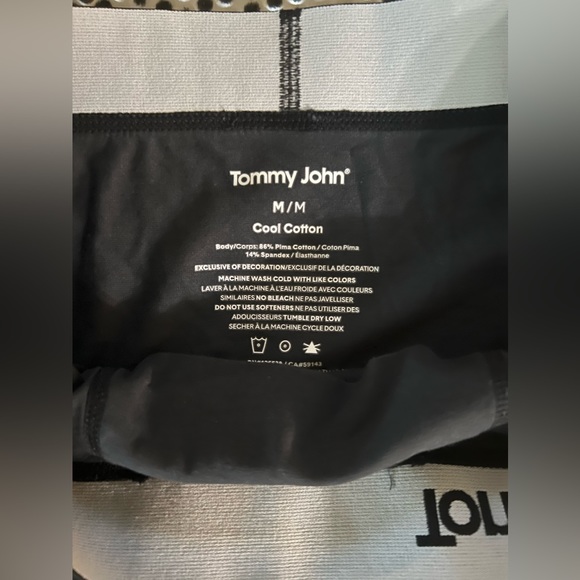 Tommy John®
M/M
Cool Cotton
Body/Corps: 86% Pima Cotton/Coton Pima
14% Spandex/Élasthanne
EXCLUSIVE OF DECORATION/EXCLUSIF DE LA DÉCORATION
MACHINE WASH COLD WITH LIKE COLORS
LAVER À LA MACHINE À L'EAU FROIDE AVEC COULEURS
SIMILAIRES NO BLEACH NE PAS JAVELLISER
DO NOT USE SOFTENERS NE PAS UTILISER DES
ADOUCISSEURS TUMBLE DRY LOW
SECHER À LA MACHINE CYCLE DOUX